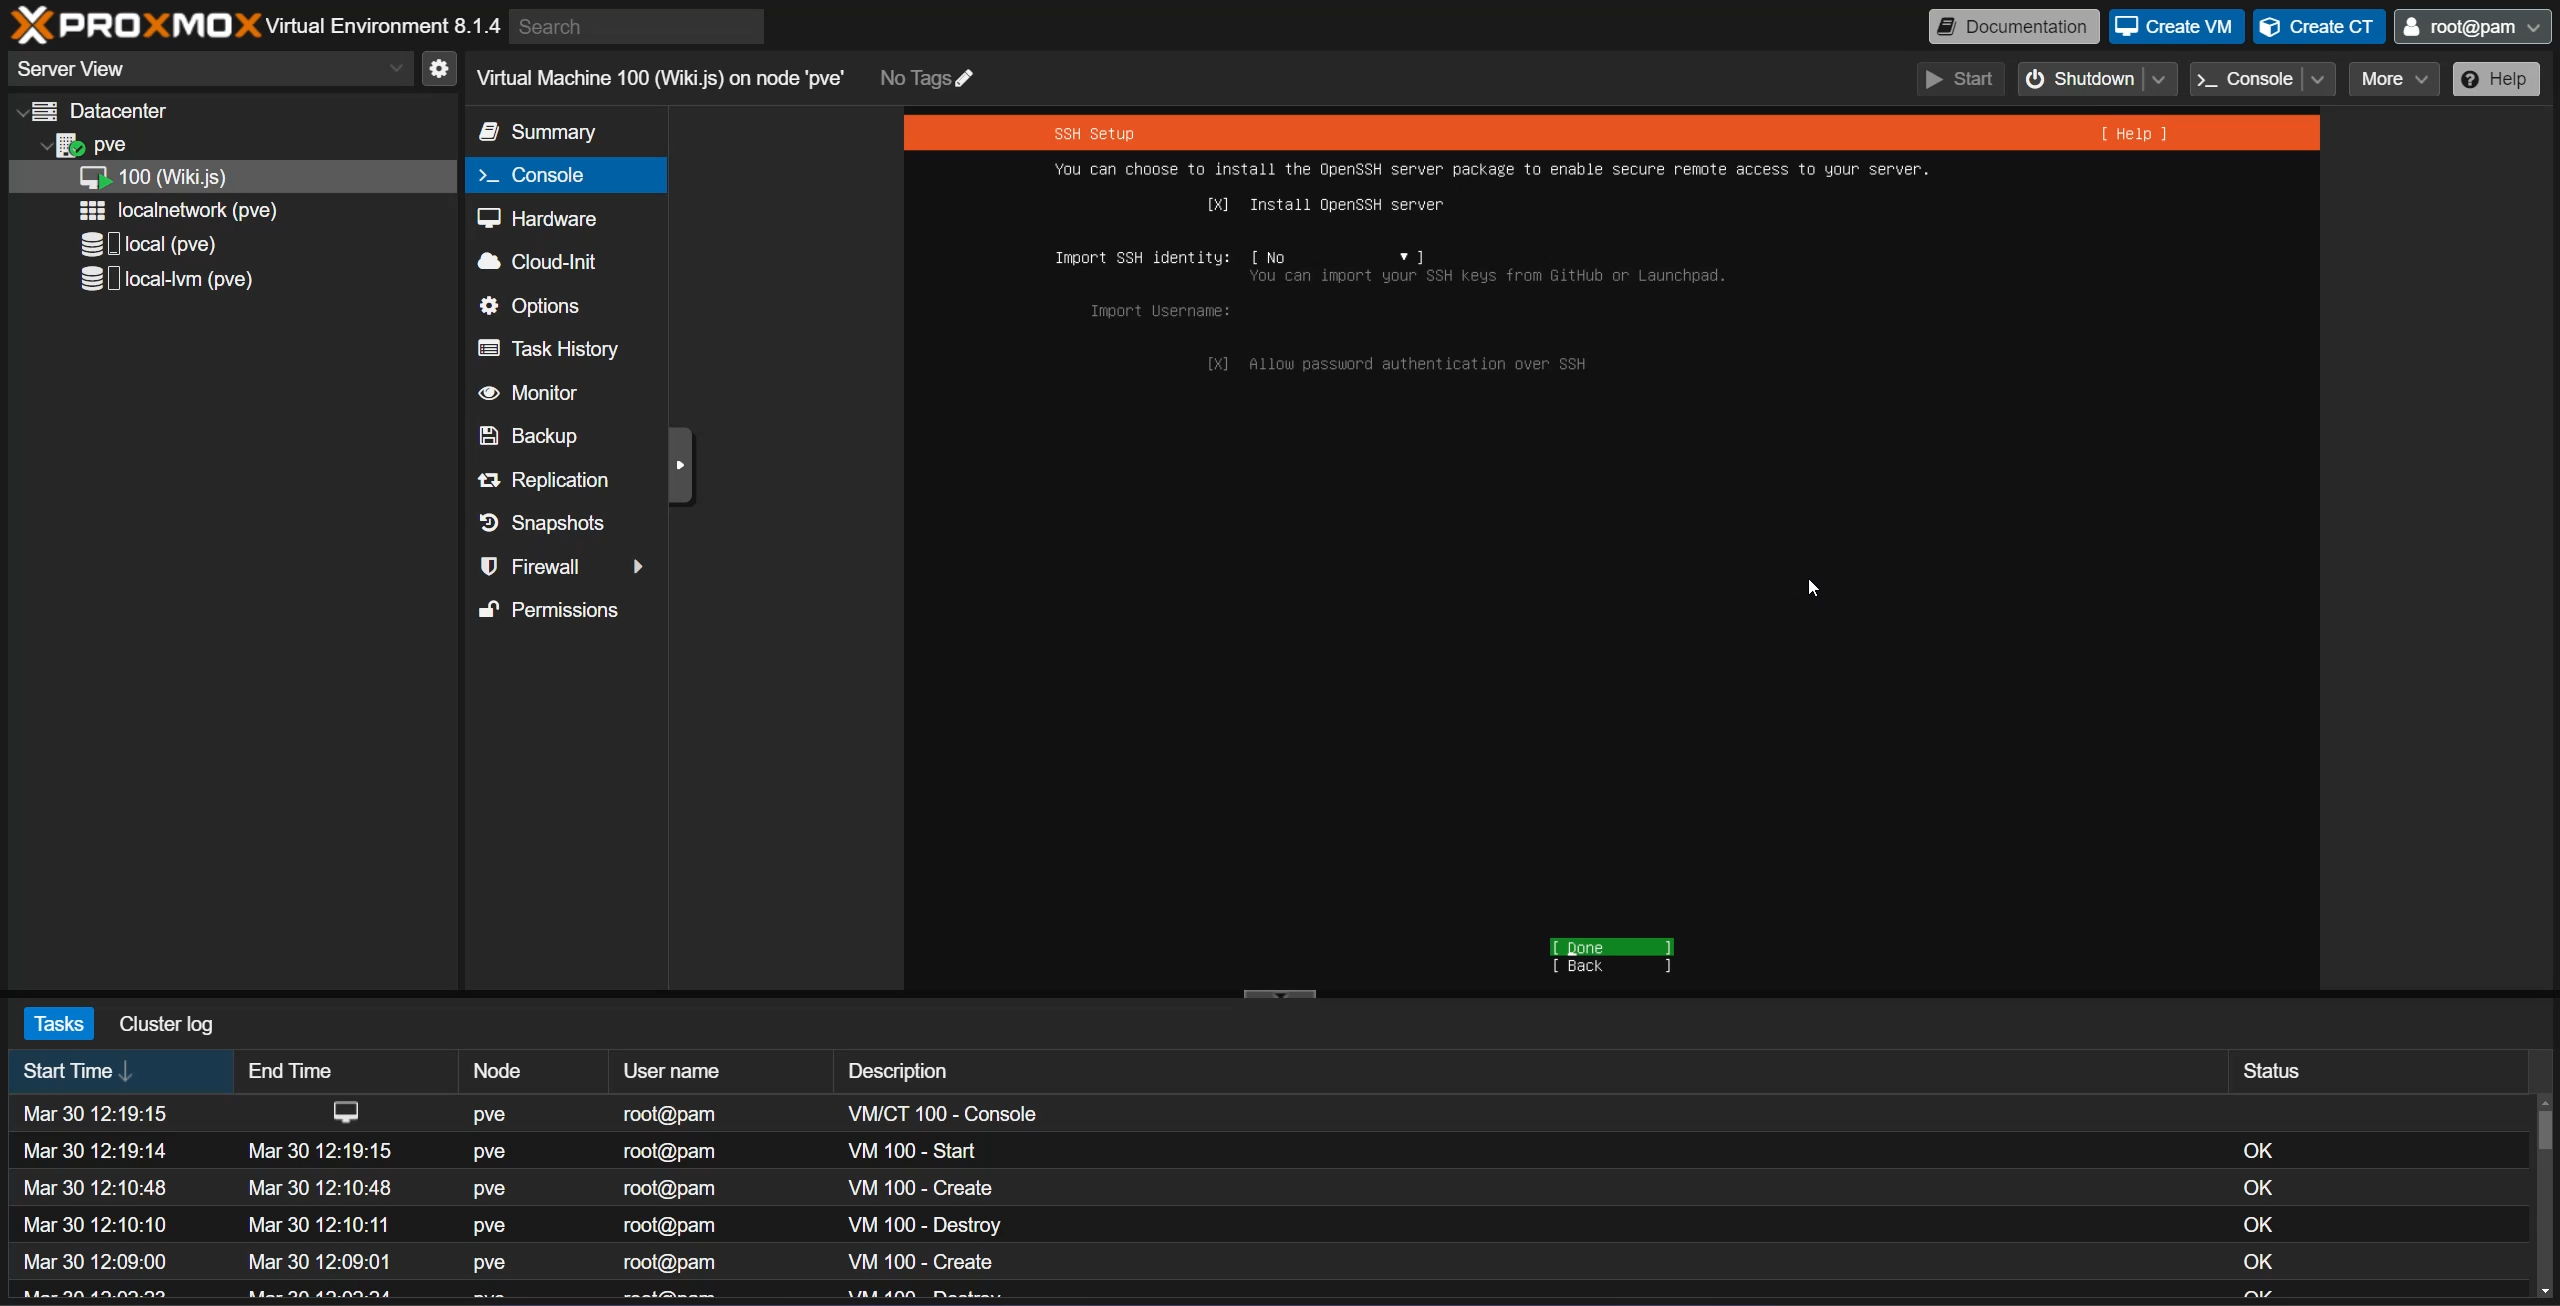 PROXMOX Virtual Environment 8.1.4 Search Documentation Create VM Create CT root@pam
Server View
Virtual Machine 100 (Wiki.js) on node 'pve' No Tags Start Shutdown Console More Help
Datacenter
pve
100 (Wiki.js)
localnetwork (pve)
local (pve)
local-lvm (pve)
Summary
>_ Console
Hardware
Cloud-Init
Options
Task History
Monitor
Backup
Replication
Snapshots
Firewall
Permissions
SSH Setup [ Help ]
You can choose to install the OpenSSH server package to enable secure remote access to your server.
[X] Install OpenSSH server
Import SSH identity: [ No ▾ ]
You can import your SSH keys from GitHub or Launchpad.
Import Username:
[X] Allow password authentication over SSH
[ Done ]
[ Back ]
Tasks Cluster log
Start Time ↓ End Time Node User name Description Status
Mar 30 12:19:15 pve root@pam VM/CT 100 - Console
Mar 30 12:19:14 Mar 30 12:19:15 pve root@pam VM 100 - Start OK
Mar 30 12:10:48 Mar 30 12:10:48 pve root@pam VM 100 - Create OK
Mar 30 12:10:10 Mar 30 12:10:11 pve root@pam VM 100 - Destroy OK
Mar 30 12:09:00 Mar 30 12:09:01 pve root@pam VM 100 - Create OK